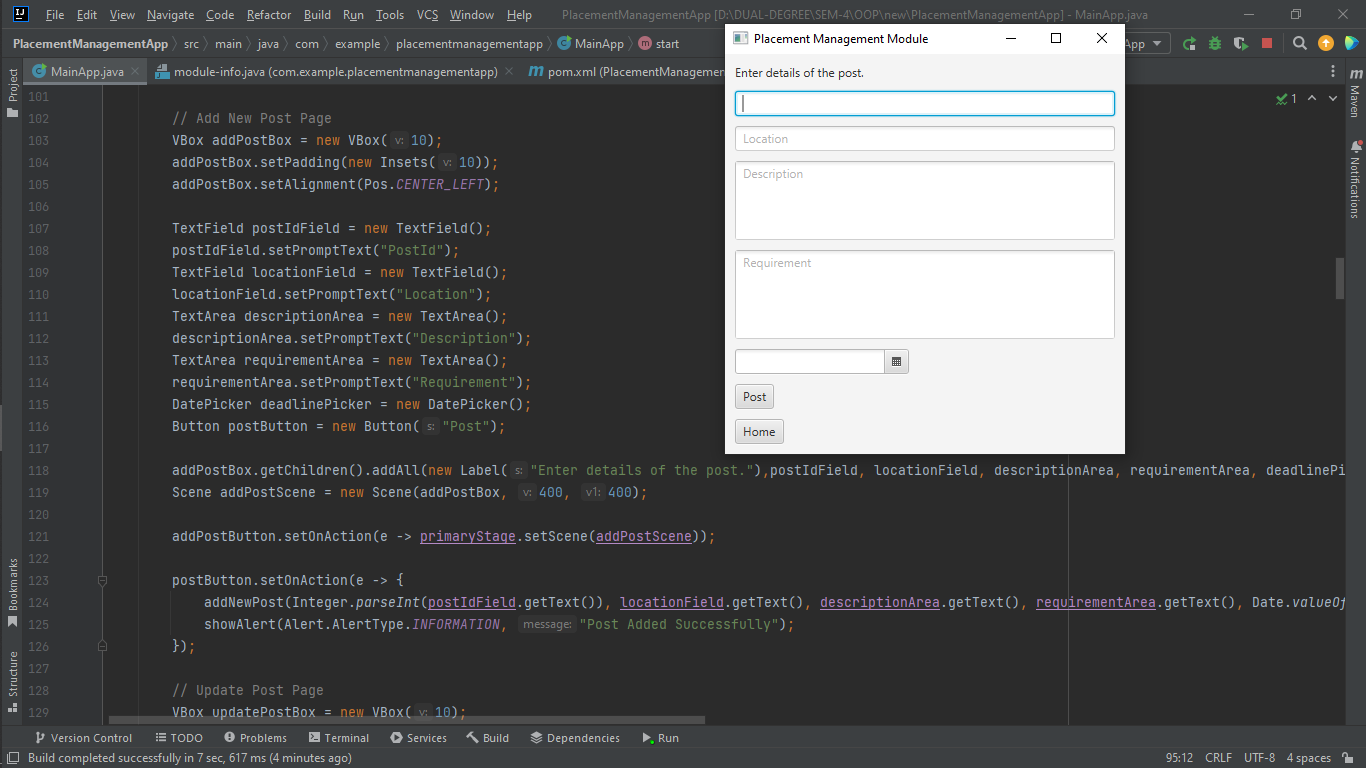 File Edit View Navigate Code Refactor Build Run Tools VCS Window Help PlacementManagementApp [D:\DUAL-DEGREE\SEM-4\OOP\new\PlacementManagementApp] - MainApp.java
PlacementManagementApp src main java com example placementmanagementapp MainApp start
App
MainApp.java module-info.java (com.example.placementmanagementapp) pom.xml (PlacementManagemen
Project
Bookmarks
Structure
Maven
Notifications
1
101
102 // Add New Post Page
103 VBox addPostBox = new VBox( v: 10);
104 addPostBox.setPadding(new Insets( v: 10));
105 addPostBox.setAlignment(Pos.CENTER_LEFT);
106
107 TextField postIdField = new TextField();
108 postIdField.setPromptText("PostId");
109 TextField locationField = new TextField();
110 locationField.setPromptText("Location");
111 TextArea descriptionArea = new TextArea();
112 descriptionArea.setPromptText("Description");
113 TextArea requirementArea = new TextArea();
114 requirementArea.setPromptText("Requirement");
115 DatePicker deadlinePicker = new DatePicker();
116 Button postButton = new Button( s: "Post");
117
118 addPostBox.getChildren().addAll(new Label( s: "Enter details of the post."),postIdField, locationField, descriptionArea, requirementArea, deadlinePi
119 Scene addPostScene = new Scene(addPostBox, v: 400, v1: 400);
120
121 addPostButton.setOnAction(e -> primaryStage.setScene(addPostScene));
122
123 postButton.setOnAction(e -> {
124 addNewPost(Integer.parseInt(postIdField.getText()), locationField.getText(), descriptionArea.getText(), requirementArea.getText(), Date.valueOf
125 showAlert(Alert.AlertType.INFORMATION, message: "Post Added Successfully");
126 });
127
128 // Update Post Page
129 VBox updatePostBox = new VBox( v: 10);
Placement Management Module
Enter details of the post.
Location
Description
Requirement
Post
Home
Version Control TODO Problems Terminal Services Build Dependencies Run
Build completed successfully in 7 sec, 617 ms (4 minutes ago) 95:12 CRLF UTF-8 4 spaces